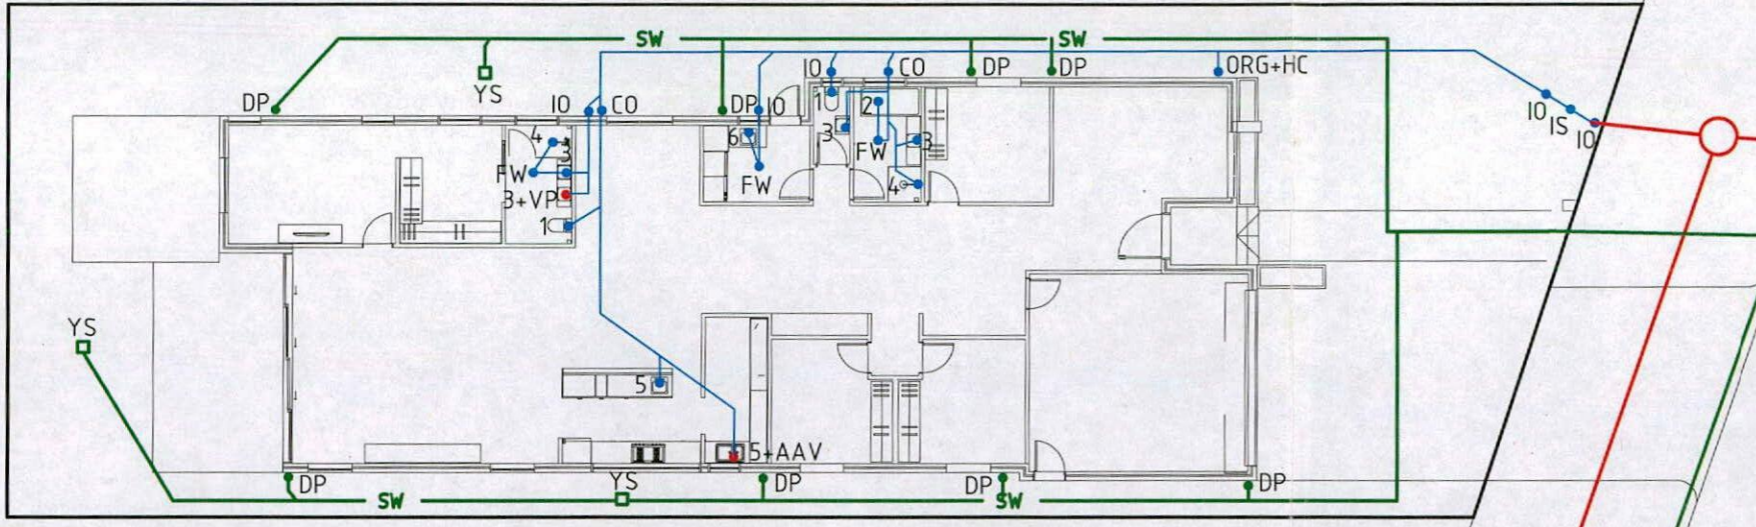 SW SW
IO CO DP DP ORG+HC
YS
DP IO CO DP IO 1 2
IO IS IO
4 3 6 3 FW 3
FW FW
3+VP 4
1
YS
5
5+AAV
DP YS DP DP DP
SW SW